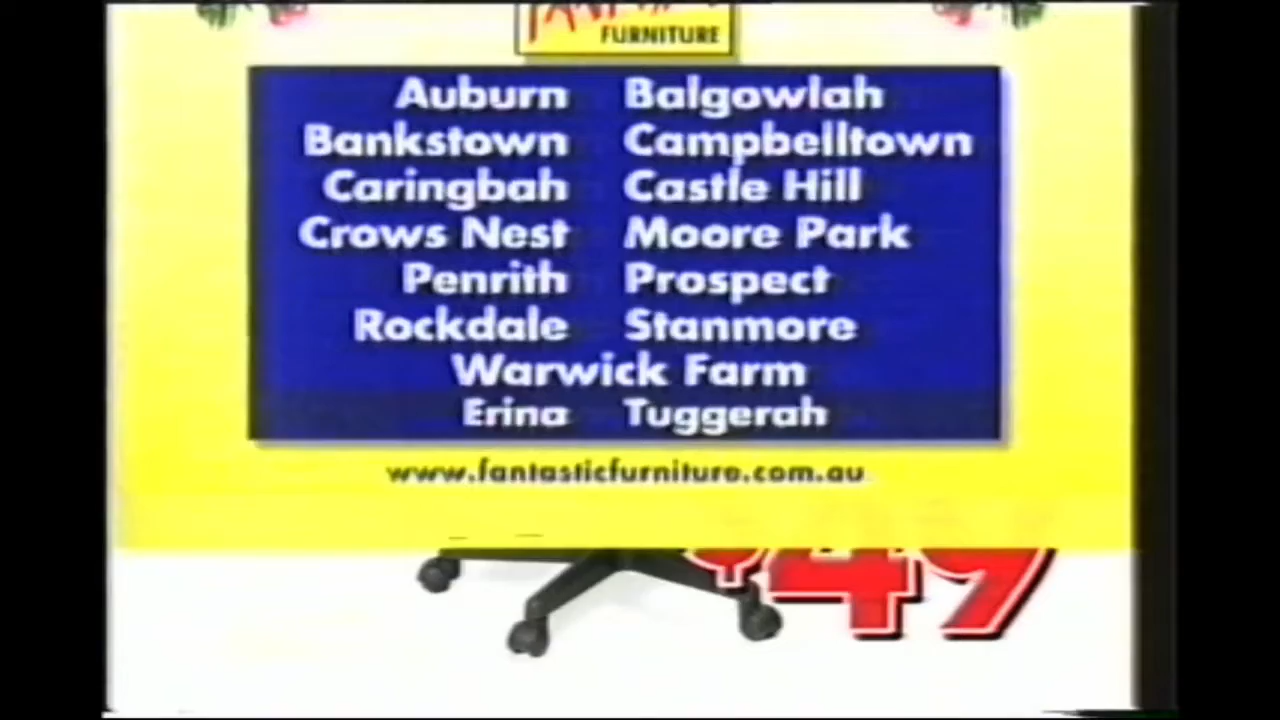 FURNITURE
Auburn Balgowlah
Bankstown Campbelltown
Caringbah Castle Hill
Crows Nest Moore Park
Penrith Prospect
Rockdale Stanmore
Warwick Farm
Erina Tuggerah
www.fantasticfurniture.com.au
$49